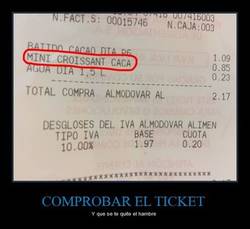 N.FACT.S: 00015746 N.CAJA:003
BATIDO CACAO DIA P6 1.09
MINI CROISSANT CACA 0.85
AGUA DIA 1,5 L 0.23
TOTAL COMPRA ALMODOVAR AL 2.17
DESGLOSES DEL IVA ALMODOVAR ALIMEN
TIPO IVA BASE CUOTA
10.00% 1.97 0.20
COMPROBAR EL TICKET
Y que se te quite el hambre